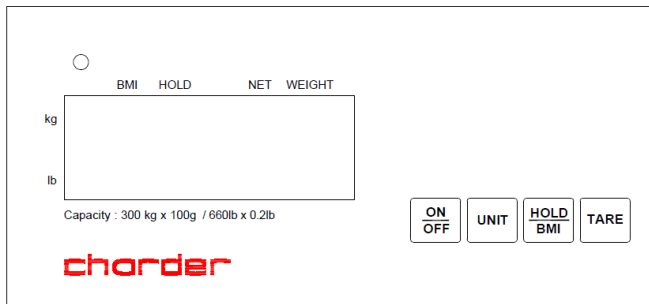 BMI HOLD NET WEIGHT
kg
lb
Capacity : 300 kg x 100g / 660lb x 0.2lb
ON
OFF
UNIT
HOLD
BMI
TARE
charder